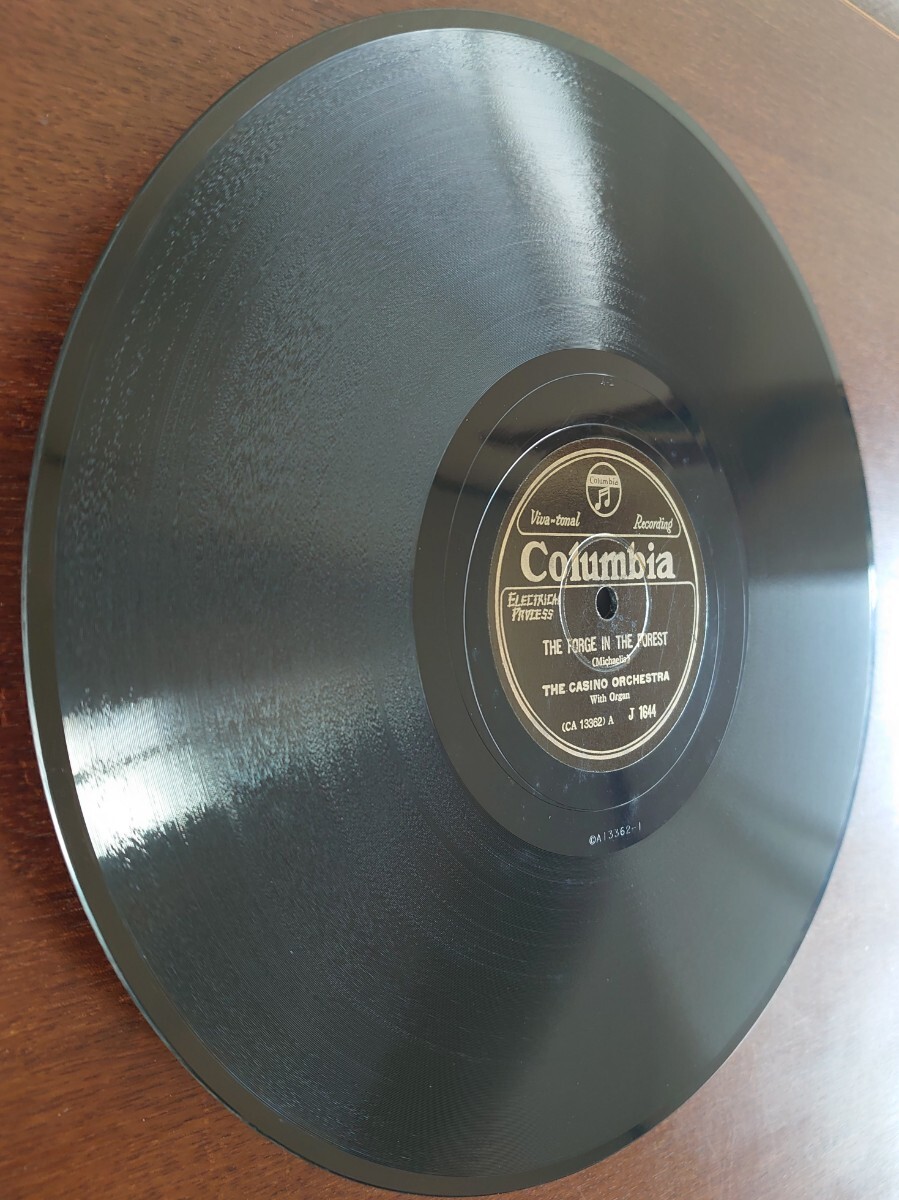 Columbia
Viva-tonal Recording
Columbia
ELECTRICAL
PROCESS
THE FORGE IN THE FOREST
(Michaelis)
THE CASINO ORCHESTRA
With Organ
(CA 13362) A J 1644
CA13362-1